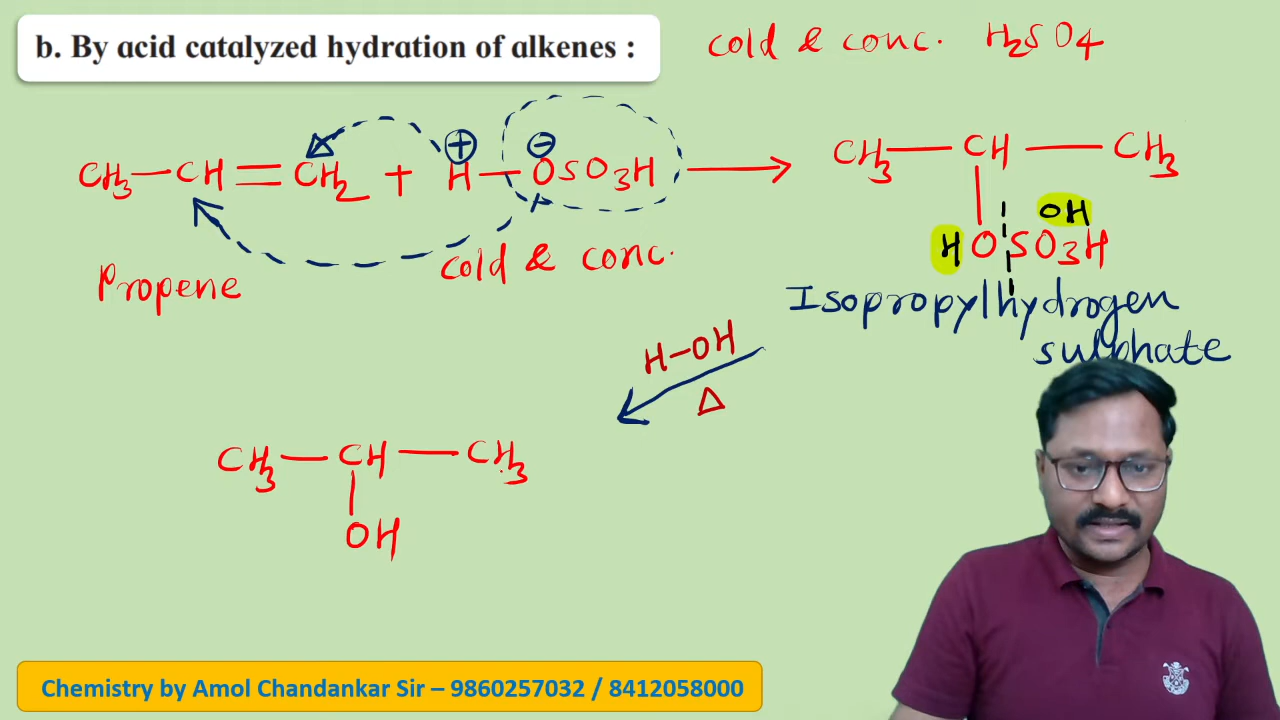 b. By acid catalyzed hydration of alkenes :
cold & conc. H2SO4
CH3—CH=CH2 + H—OSO3H ⟶ CH3—CH—CH3
⊕ ⊖
OH
H OSO3H
cold & conc.
Propene
Isopropylhydrogen
sulphate
H—OH
Δ
CH3—CH—CH3
OH
Chemistry by Amol Chandankar Sir – 9860257032 / 8412058000